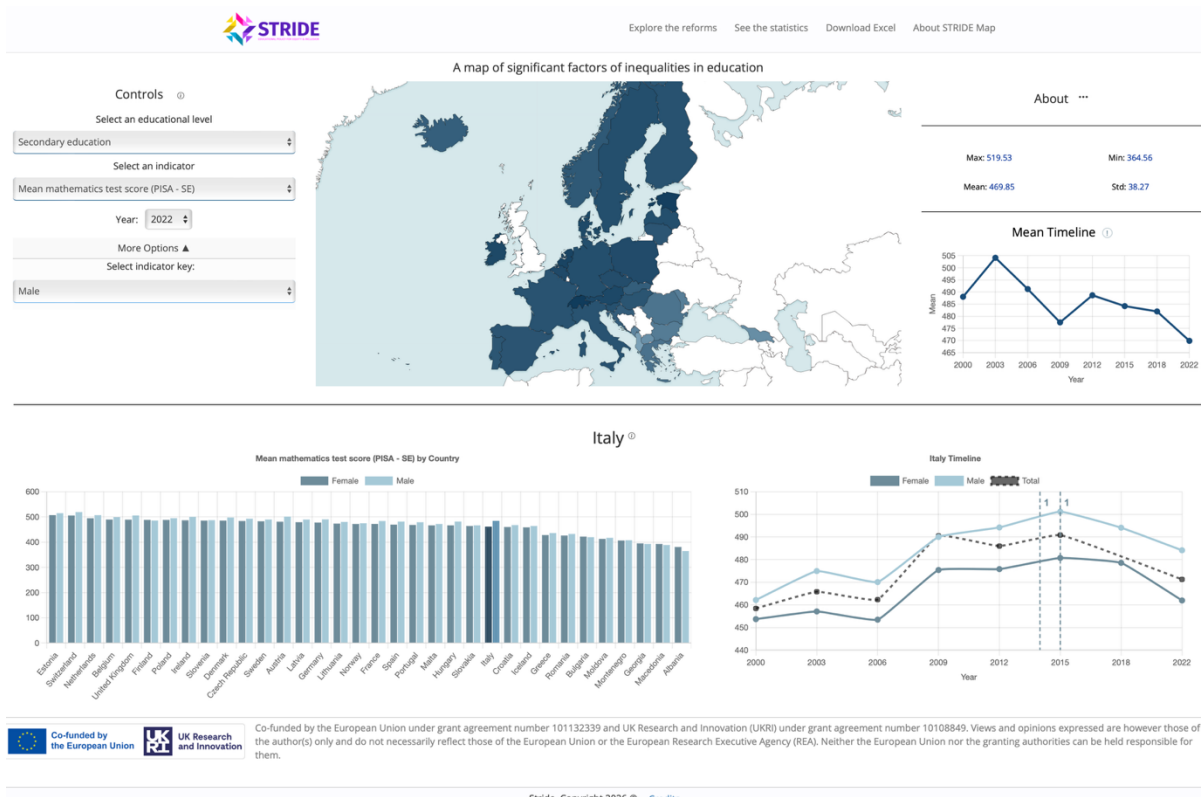 STRIDE
Explore the reforms
See the statistics
Download Excel
About STRIDE Map
A map of significant factors of inequalities in education
Controls
Select an educational level
Secondary education
Select an indicator
Mean mathematics test score (PISA - SE)
Year: 2022
More Options ▲
Select indicator key:
Male
About ...
Max: 519.53
Min: 364.56
Mean: 469.85
Std: 38.27
Mean Timeline
505
500
495
490
485
480
475
470
465
Mean
2000 2003 2006 2009 2012 2015 2018 2022
Year
Italy
Mean mathematics test score (PISA - SE) by Country
Female Male
600
500
400
300
200
100
0
Estonia
Switzerland
Netherlands
Belgium
United Kingdom
Finland
Poland
Ireland
Slovenia
Denmark
Czech Republic
Sweden
Austria
Latvia
Germany
Lithuania
Norway
France
Spain
Portugal
Malta
Hungary
Slovakia
Italy
Croatia
Iceland
Greece
Romania
Bulgaria
Moldova
Montenegro
Georgia
Macedonia
Albania
Italy Timeline
Female Male Total
1 1
510
500
490
480
470
460
450
440
2000 2003 2006 2009 2012 2015 2018 2022
Year
Co-funded by
the European Union
UK RI
UK Research
and Innovation
Co-funded by the European Union under grant agreement number 101132339 and UK Research and Innovation (UKRI) under grant agreement number 10108849. Views and opinions expressed are however those of
the author(s) only and do not necessarily reflect those of the European Union or the European Research Executive Agency (REA). Neither the European Union nor the granting authorities can be held responsible for
them.